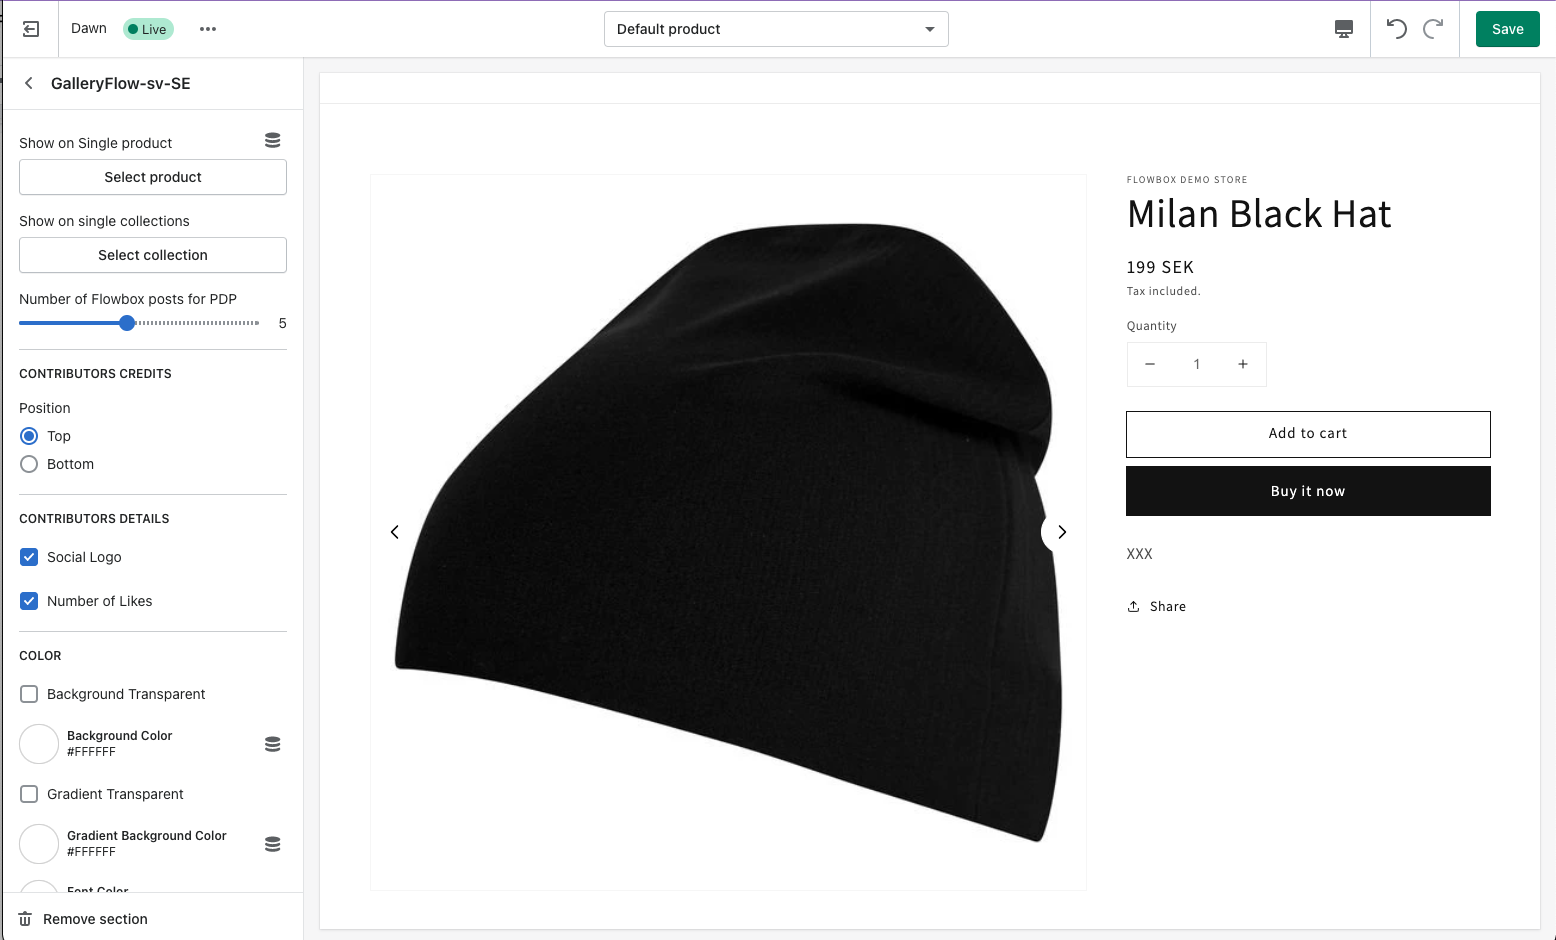 Dawn
Live
Default product
Save
GalleryFlow-sv-SE
Show on Single product
Select product
Show on single collections
Select collection
Number of Flowbox posts for PDP
5
CONTRIBUTORS CREDITS
Position
Top
Bottom
CONTRIBUTORS DETAILS
Social Logo
Number of Likes
COLOR
Background Transparent
Background Color
#FFFFFF
Gradient Transparent
Gradient Background Color
#FFFFFF
Font Color
Remove section
FLOWBOX DEMO STORE
Milan Black Hat
199 SEK
Tax included.
Quantity
1
Add to cart
Buy it now
XXX
Share